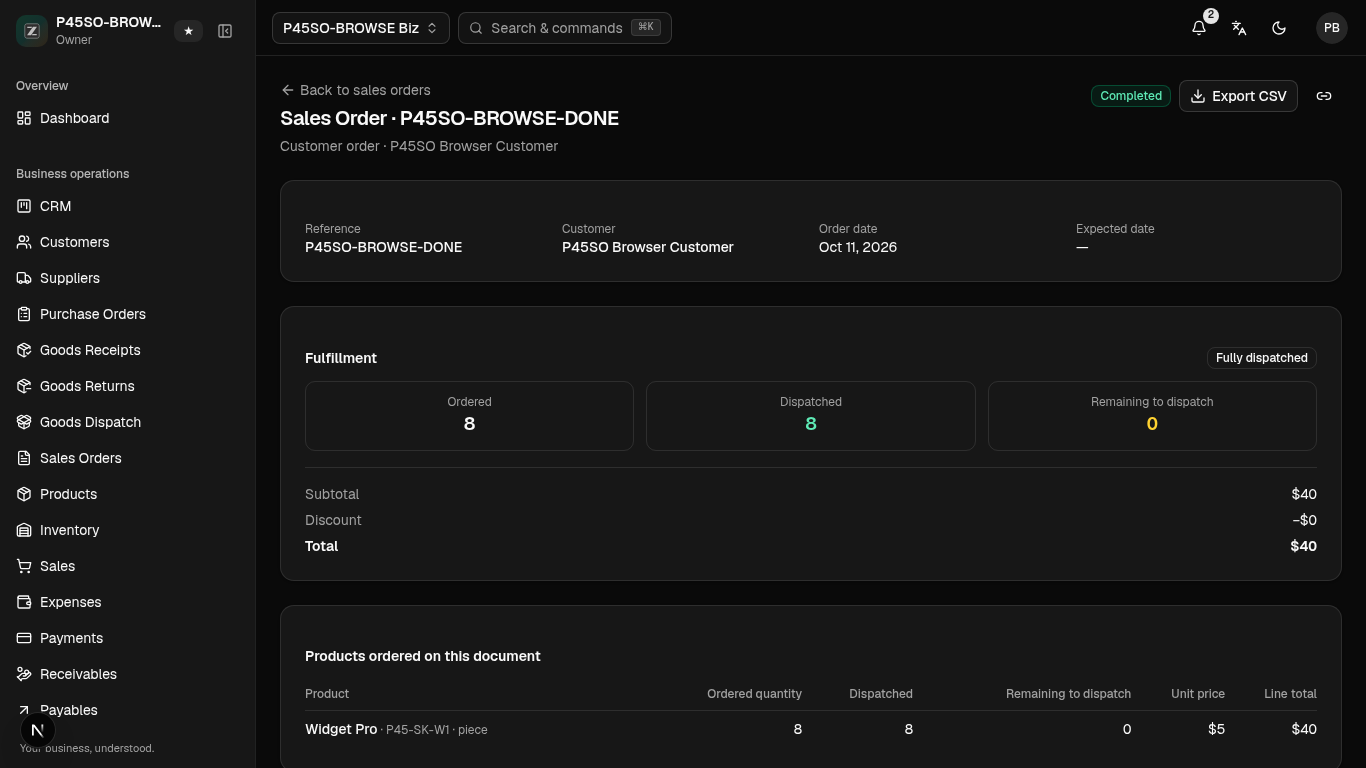 P45SO-BROW...
Owner
★
P45SO-BROWSE Biz
Search & commands ⌘K
2
PB
Overview
Dashboard
Business operations
CRM
Customers
Suppliers
Purchase Orders
Goods Receipts
Goods Returns
Goods Dispatch
Sales Orders
Products
Inventory
Sales
Expenses
Payments
Receivables
Payables
N
Your business, understood.
← Back to sales orders
Completed
Export CSV
Sales Order · P45SO-BROWSE-DONE
Customer order · P45SO Browser Customer
Reference Customer Order date Expected date
P45SO-BROWSE-DONE P45SO Browser Customer Oct 11, 2026 —
Fulfillment Fully dispatched
Ordered Dispatched Remaining to dispatch
8 8 0
Subtotal $40
Discount −$0
Total $40
Products ordered on this document
Product Ordered quantity Dispatched Remaining to dispatch Unit price Line total
Widget Pro · P45-SK-W1 · piece 8 8 0 $5 $40